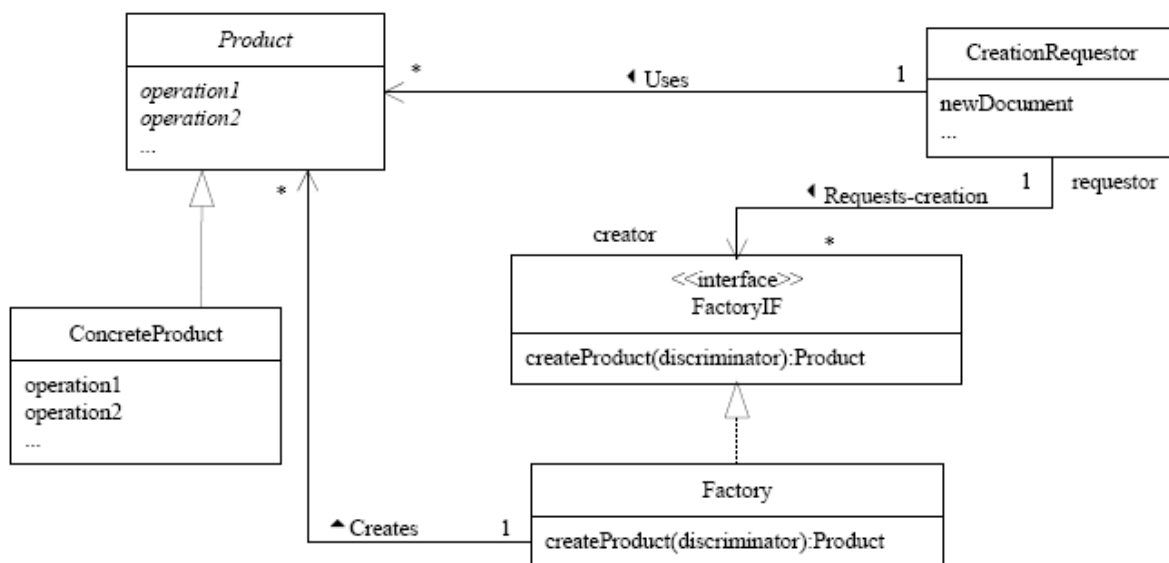 Product
operation1
operation2
...
* ◄ Uses 1
CreationRequestor
newDocument
...
*
1 requestor
◄ Requests-creation
creator *
<<interface>>
FactoryIF
createProduct(discriminator):Product
ConcreteProduct
operation1
operation2
...
Factory
createProduct(discriminator):Product
▲ Creates 1